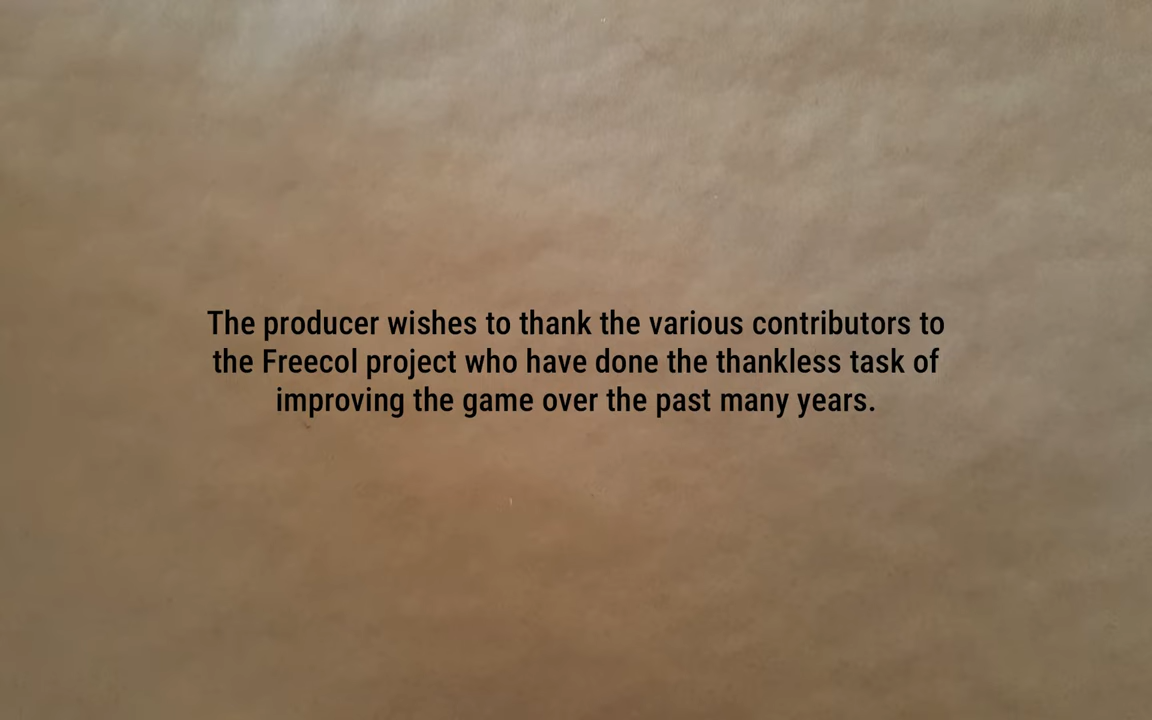 The producer wishes to thank the various contributors to
the Freecol project who have done the thankless task of
improving the game over the past many years.